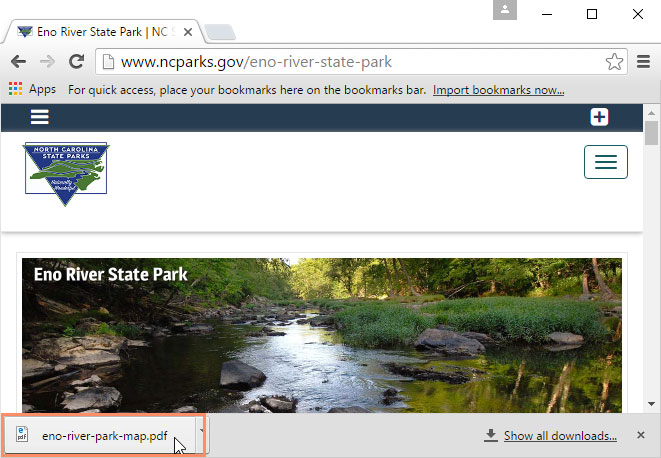 Eno River State Park | NC S
www.ncparks.gov/eno-river-state-park
Apps For quick access, place your bookmarks here on the bookmarks bar. Import bookmarks now...
NORTH CAROLINA
STATE PARKS
Naturally
Wonderful
Eno River State Park
eno-river-park-map.pdf
Show all downloads...